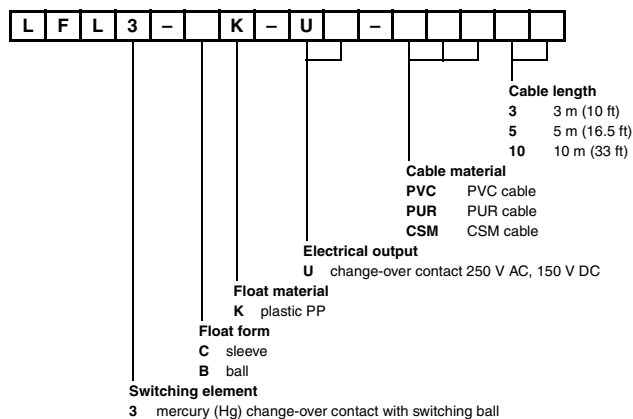 L F L 3 – K – U –
Cable length
3 3 m (10 ft)
5 5 m (16.5 ft)
10 10 m (33 ft)
Cable material
PVC PVC cable
PUR PUR cable
CSM CSM cable
Electrical output
U change-over contact 250 V AC, 150 V DC
Float material
K plastic PP
Float form
C sleeve
B ball
Switching element
3 mercury (Hg) change-over contact with switching ball